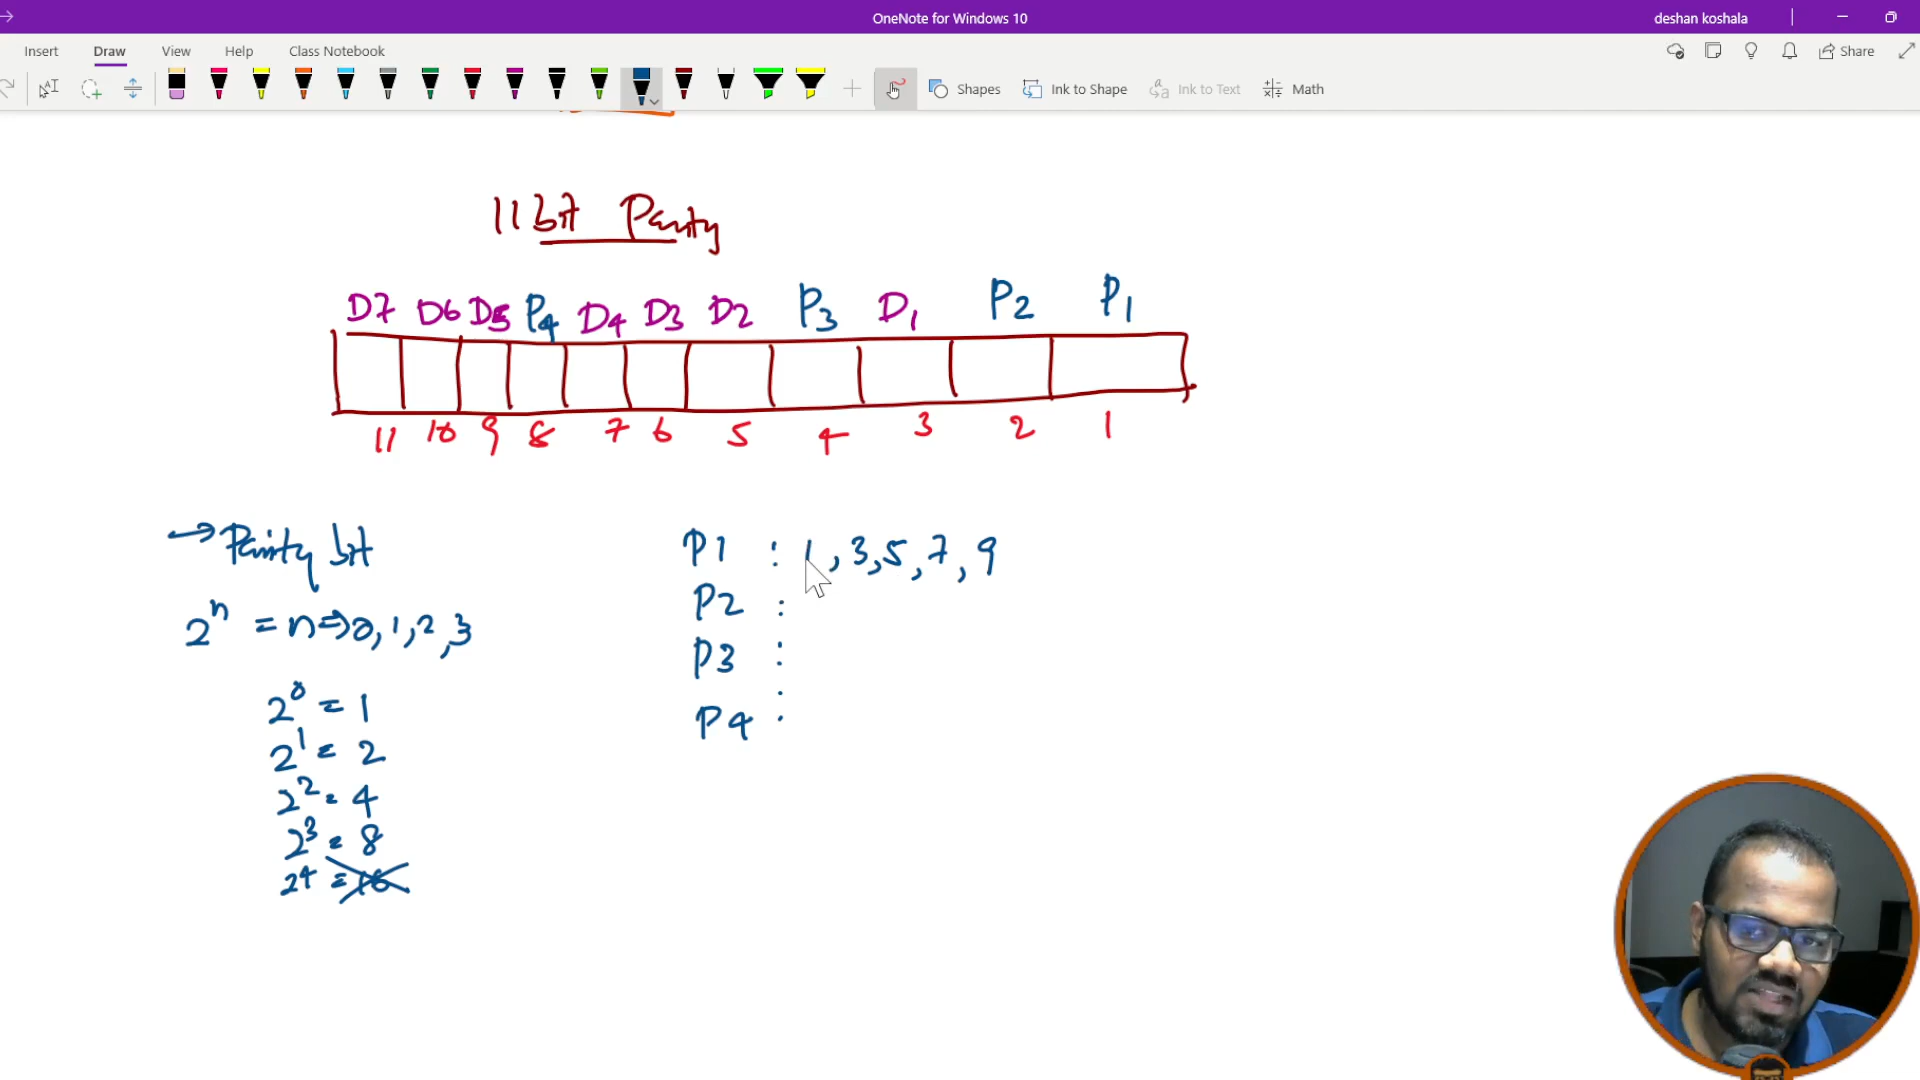 OneNote for Windows 10
deshan koshala
Insert Draw View Help Class Notebook
Share
Shapes Ink to Shape Ink to Text Math
11 bit Parity
D7 D6 D5 P4 D4 D3 D2 P3 D1 P2 P1
11 10 9 8 7 6 5 4 3 2 1
→ Parity bit
2ⁿ = n⇒0,1,2,3
2⁰ = 1
2¹ = 2
2² = 4
2³ = 8
2⁴ = 16
P1 : 1,3,5,7,9
P2 :
P3 :
P4 :